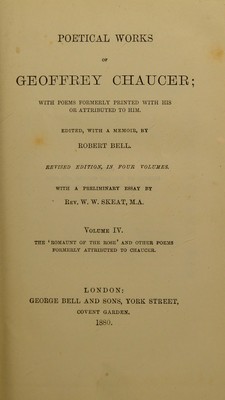 POETICAL WORKS
OF
GEOFFREY CHAUCER;
WITH POEMS FORMERLY PRINTED WITH HIS
OR ATTRIBUTED TO HIM.
EDITED, WITH A MEMOIR, BY
ROBERT BELL.
REVISED EDITION, IN FOUR VOLUMES.
WITH A PRELIMINARY ESSAY BY
REV. W. W. SKEAT, M.A.
VOLUME IV.
THE 'ROMAUNT OF THE ROSE' AND OTHER POEMS
FORMERLY ATTRIBUTED TO CHAUCER.
LONDON:
GEORGE BELL AND SONS, YORK STREET,
COVENT GARDEN.
1880.